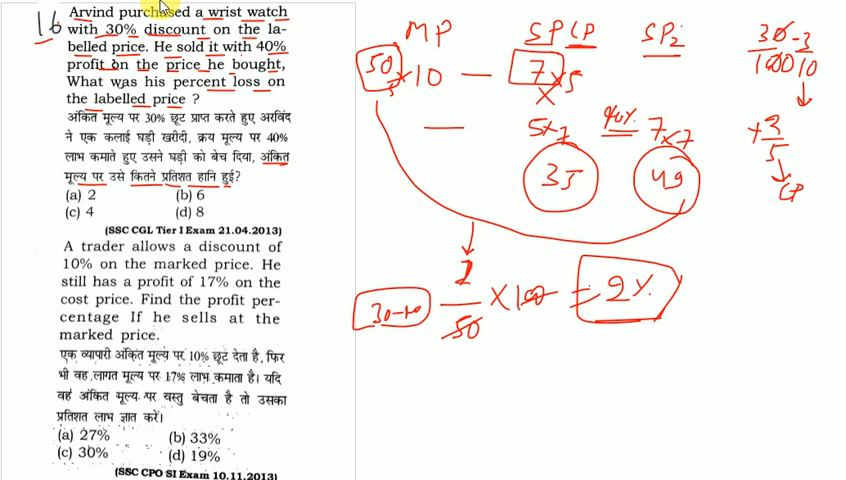 16
Arvind purchased a wrist watch
with 30% discount on the la-
belled price. He sold it with 40%
profit on the price he bought,
What was his percent loss on
the labelled price ?
अंकित मूल्य पर 30% छूट प्राप्त करते हुए अरविंद
ने एक कलाई घड़ी खरीदी, क्रय मूल्य पर 40%
लाभ कमाते हुए उसने घड़ी को बेच दिया, अंकित
मूल्य पर उसे कितने प्रतिशत हानि हुई?
(a) 2 (b) 6
(c) 4 (d) 8
(SSC CGL Tier I Exam 21.04.2013)
A trader allows a discount of
10% on the marked price. He
still has a profit of 17% on the
cost price. Find the profit per-
centage If he sells at the
marked price.
एक व्यापारी अंकित मूल्य पर 10% छूट देता है, फिर
भी वह लागत मूल्य पर 17% लाभ कमाता है। यदि
वह अंकित मूल्य पर वस्तु बेचता है तो उसका
प्रतिशत लाभ ज्ञात करें।
(a) 27% (b) 33%
(c) 30% (d) 19%
(SSC CPO SI Exam 10.11.2013)
MP SP CP SP2
50 5×10 — 7×5
— 5×7 40% 7×7
35 49
30 3
100 10
+2
5
CP
1
50 ×100 = 2%